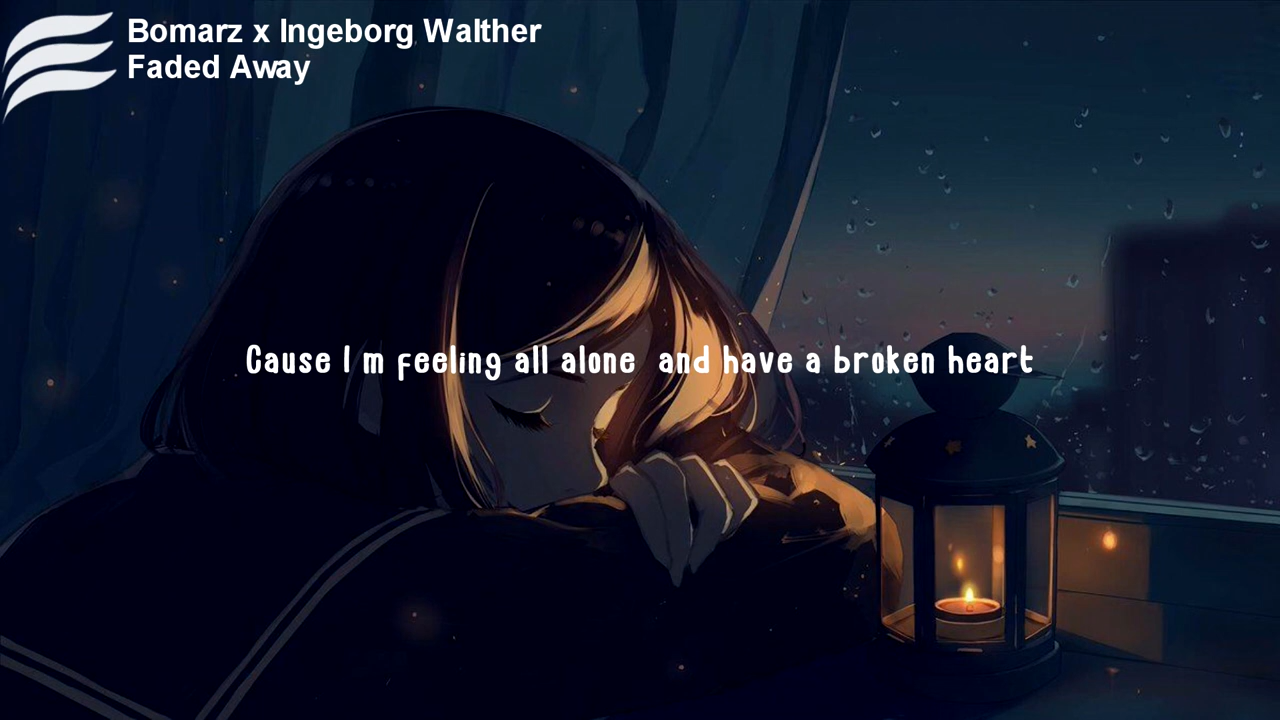 Bomarz x Ingeborg Walther
Faded Away
Cause I m feeling all alone  and have a broken heart